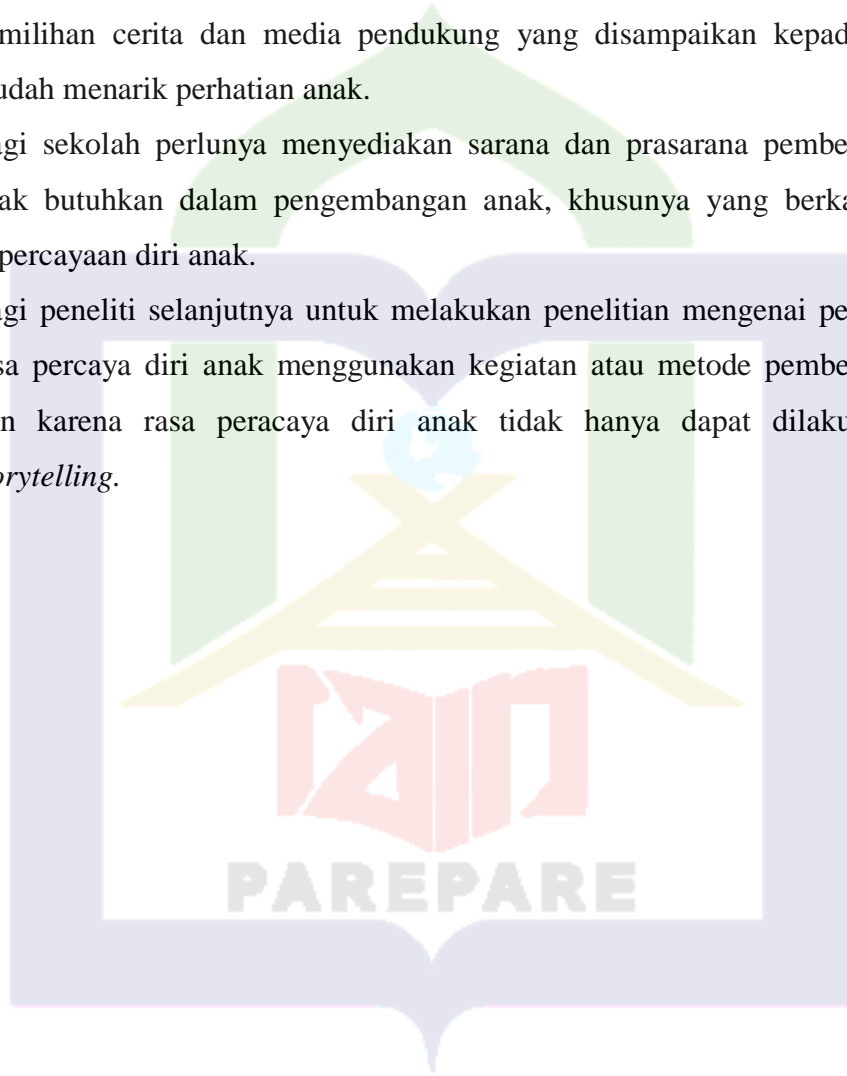 milihan cerita dan media pendukung yang disampaikan kepad
udah menarik perhatian anak.
agi sekolah perlunya menyediakan sarana dan prasarana pembe
ak butuhkan dalam pengembangan anak, khusunya yang berka
percayaan diri anak.
agi peneliti selanjutnya untuk melakukan penelitian mengenai pe
sa percaya diri anak menggunakan kegiatan atau metode pembe
n karena rasa peracaya diri anak tidak hanya dapat dilaku
orytelling.
iain
PAREPARE